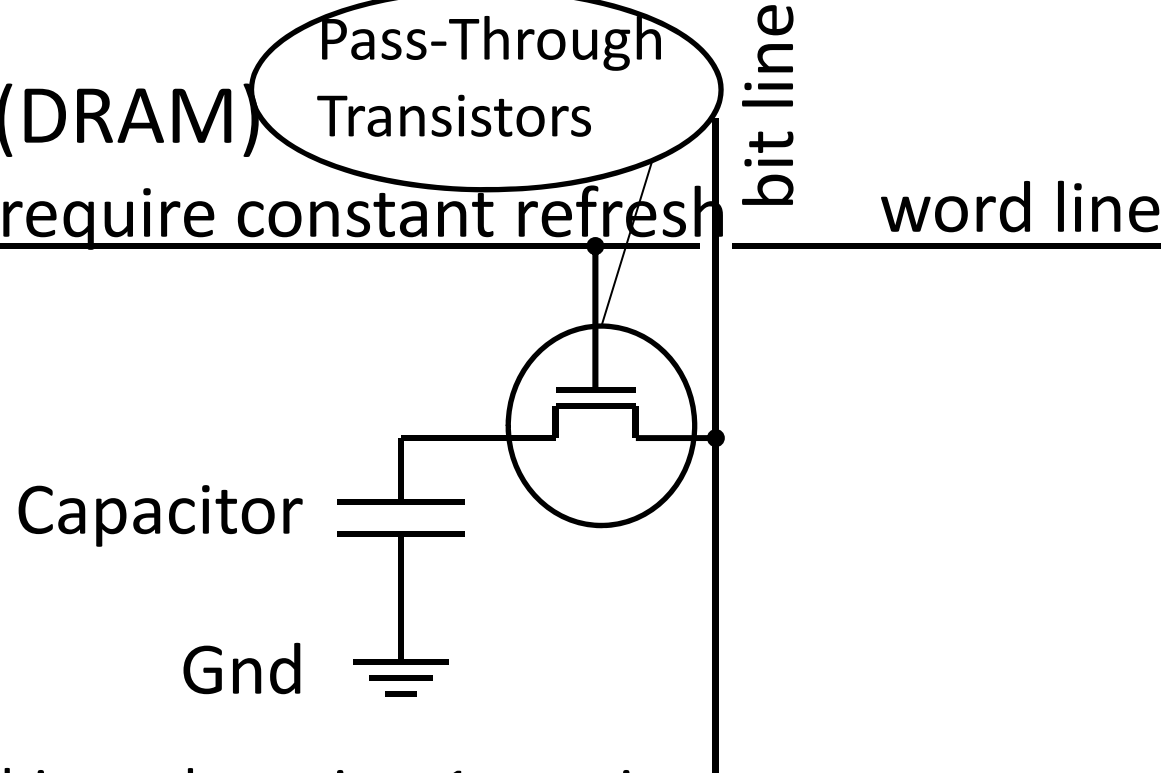 Pass-Through
Transistors
(DRAM)
bit line
require constant refresh
word line
Capacitor
Gnd